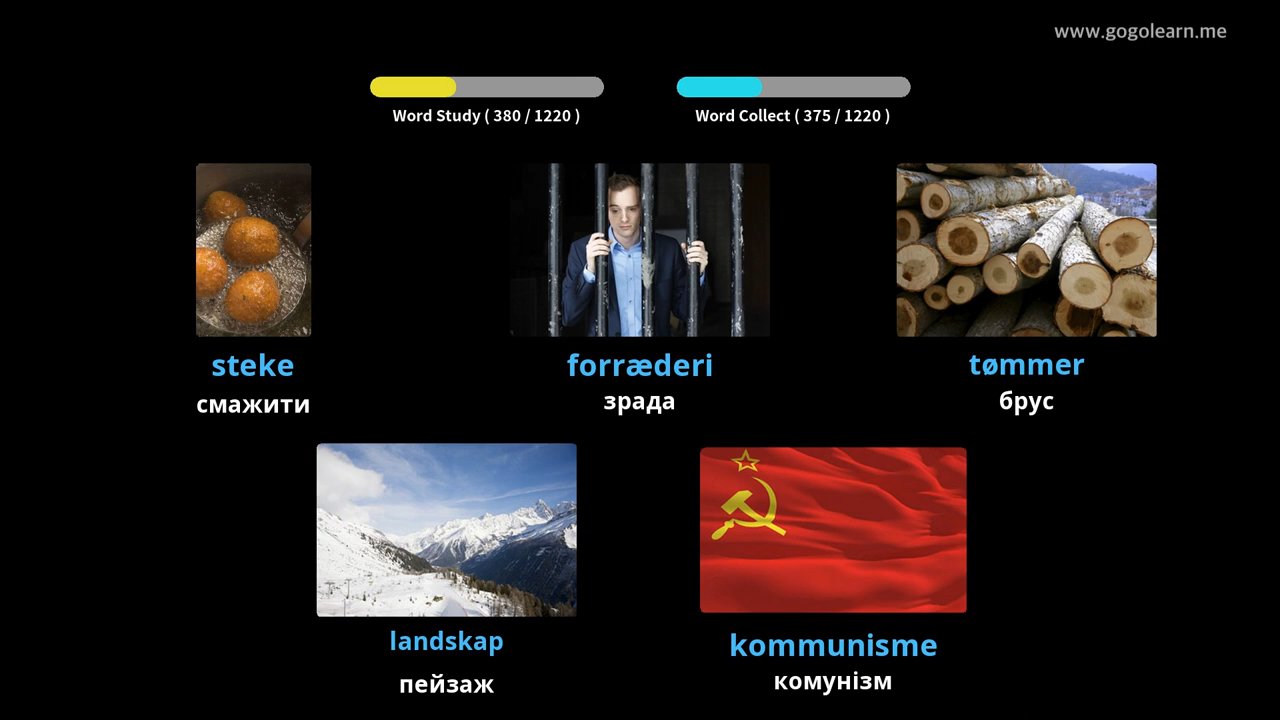 www.gogolearn.me
Word Study ( 380 / 1220 )
Word Collect ( 375 / 1220 )
steke
смажити
forræderi
зрада
tømmer
брус
landskap
пейзаж
kommunisme
комунізм